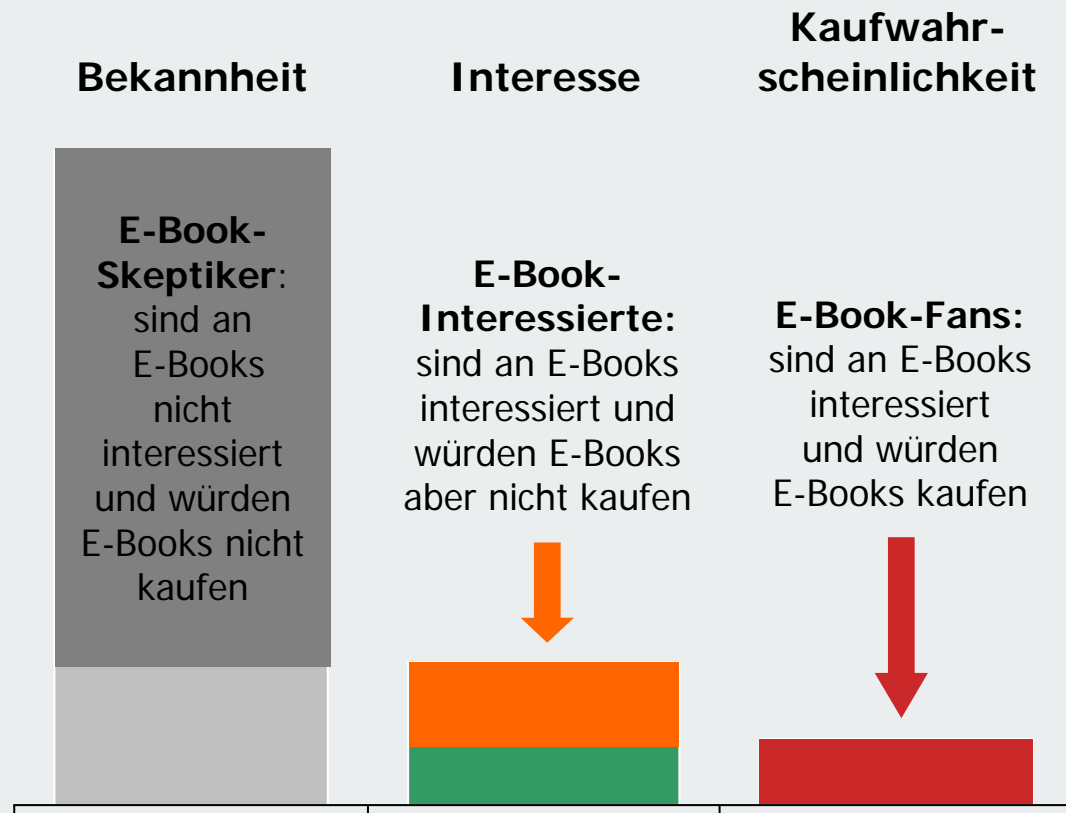 Bekannheit
Interesse
Kaufwahr-
scheinlichkeit
E-Book-
Skeptiker:
sind an
E-Books
nicht
interessiert
und würden
E-Books nicht
kaufen
E-Book-
Interessierte:
sind an E-Books
interessiert und
würden E-Books
aber nicht kaufen
E-Book-Fans:
sind an E-Books
interessiert
und würden
E-Books kaufen